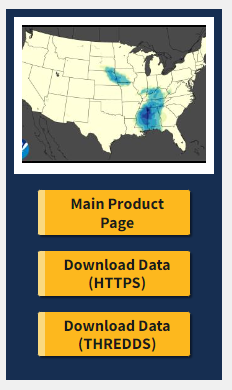 Main Product
Page
Download Data
(HTTPS)
Download Data
(THREDDS)